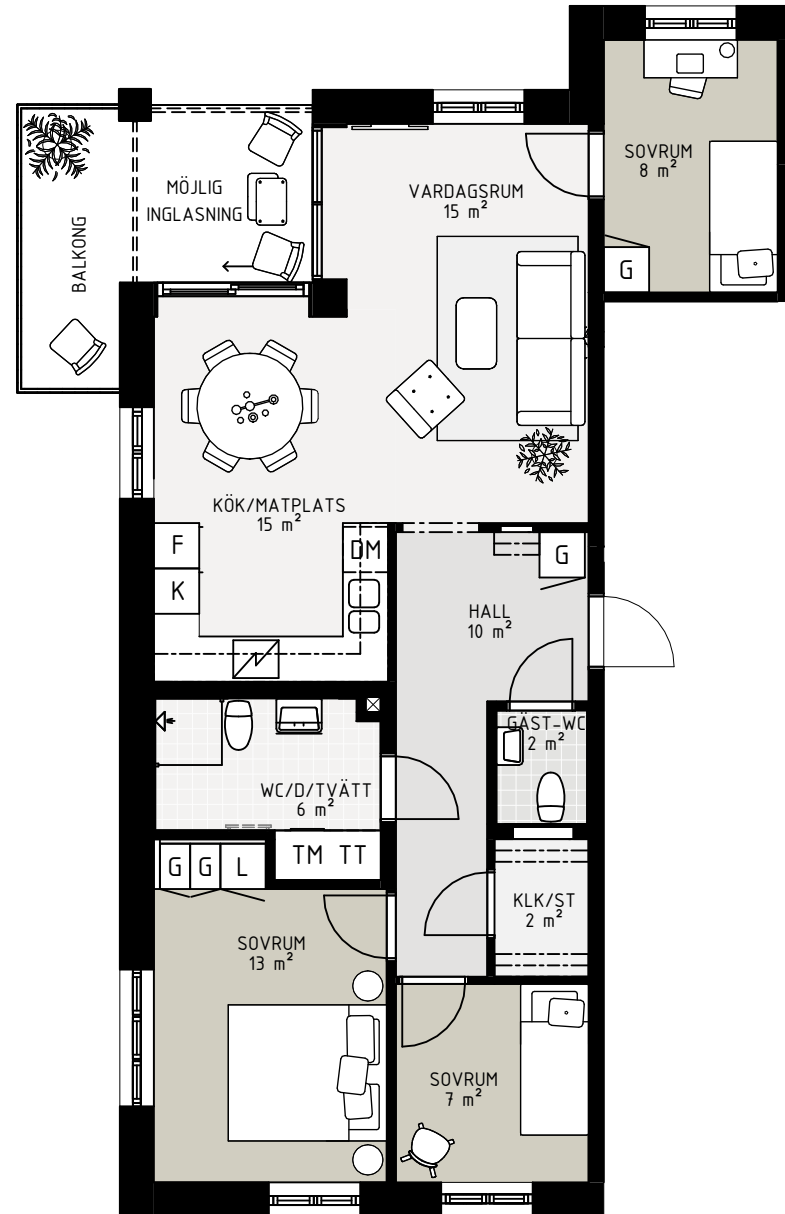 SOVRUM
8 m²
G
MÖJLIG
INGLASNING
VARDAGSRUM
15 m²
BALKONG
KÖK/MATPLATS
15 m²
F
K
DM
G
HALL
10 m²
GÄST-WC
2 m²
WC/D/TVÄTT
6 m²
TM TT
G G L
KLK/ST
2 m²
SOVRUM
13 m²
SOVRUM
7 m²